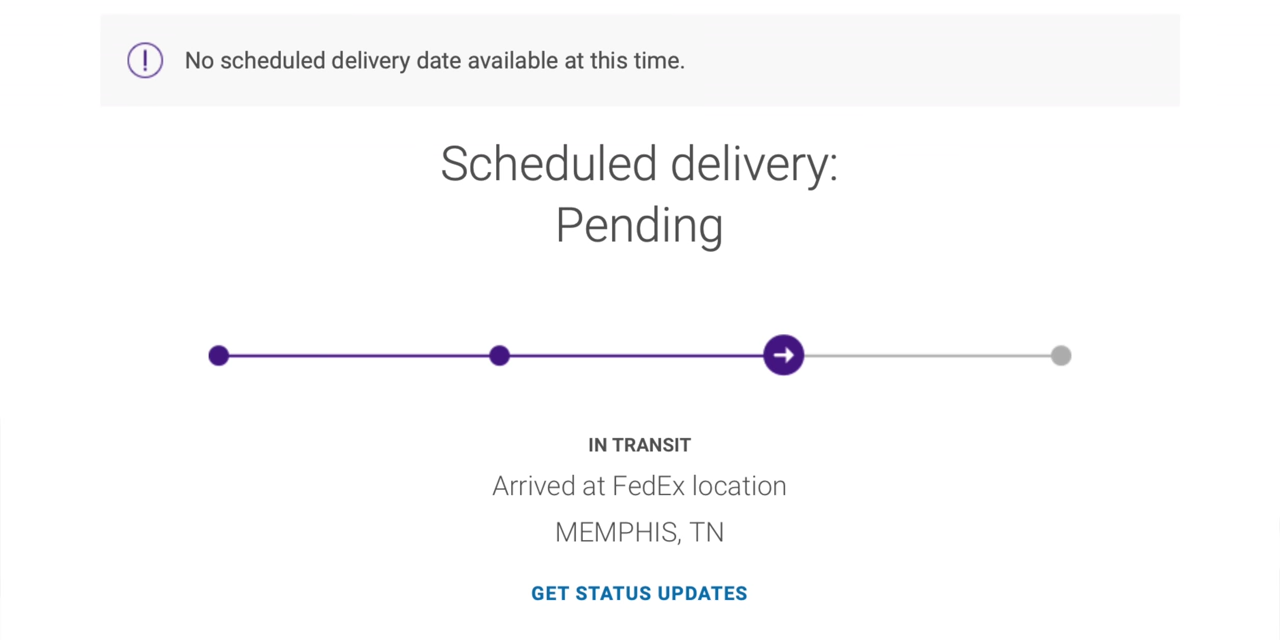 No scheduled delivery date available at this time.
Scheduled delivery:
Pending
IN TRANSIT
Arrived at FedEx location
MEMPHIS, TN
GET STATUS UPDATES